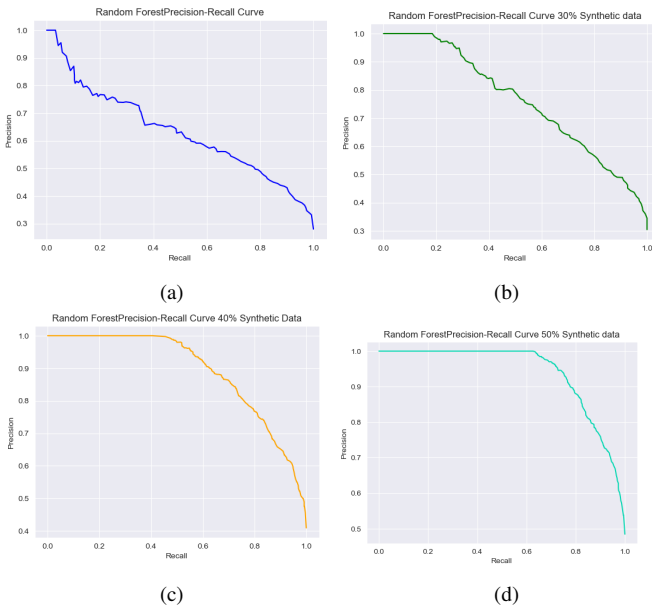 Random ForestPrecision-Recall Curve
1.0
0.9
0.8
0.7
0.6
0.5
0.4
0.3
Precision
0.0 0.2 0.4 0.6 0.8 1.0
Recall
(a)
Random ForestPrecision-Recall Curve 30% Synthetic data
1.0
0.9
0.8
0.7
0.6
0.5
0.4
0.3
Precision
0.0 0.2 0.4 0.6 0.8 1.0
Recall
(b)
Random ForestPrecision-Recall Curve 40% Synthetic Data
1.0
0.9
0.8
0.7
0.6
0.5
0.4
Precision
0.0 0.2 0.4 0.6 0.8 1.0
Recall
(c)
Random ForestPrecision-Recall Curve 50% Synthetic data
1.0
0.9
0.8
0.7
0.6
0.5
Precision
0.0 0.2 0.4 0.6 0.8 1.0
Recall
(d)